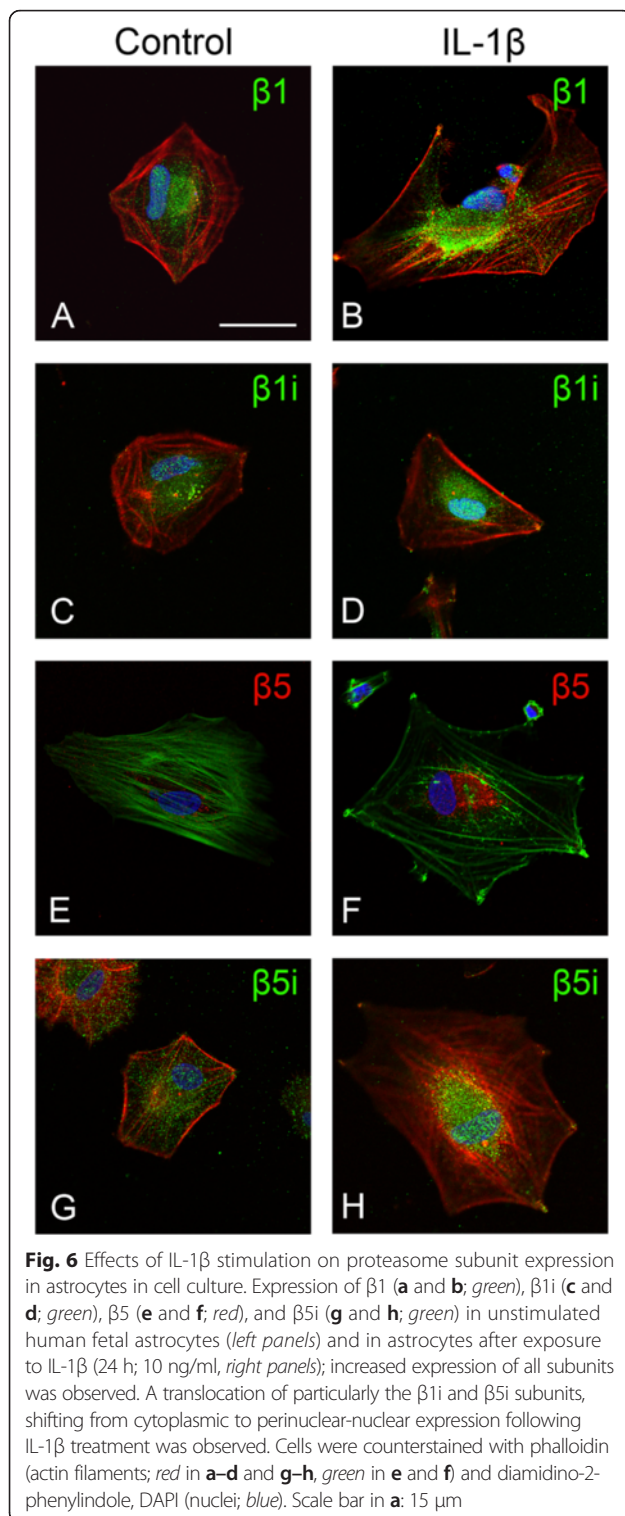 Control IL-1β
β1 β1
A B
β1i β1i
C D
β5 β5
E F
β5i β5i
G H
Fig. 6 Effects of IL-1β stimulation on proteasome subunit expression
in astrocytes in cell culture. Expression of β1 (a and b; green), β1i (c and
d; green), β5 (e and f; red), and β5i (g and h; green) in unstimulated
human fetal astrocytes (left panels) and in astrocytes after exposure
to IL-1β (24 h; 10 ng/ml, right panels); increased expression of all subunits
was observed. A translocation of particularly the β1i and β5i subunits,
shifting from cytoplasmic to perinuclear-nuclear expression following
IL-1β treatment was observed. Cells were counterstained with phalloidin
(actin filaments; red in a–d and g–h, green in e and f) and diamidino-2-
phenylindole, DAPI (nuclei; blue). Scale bar in a: 15 μm